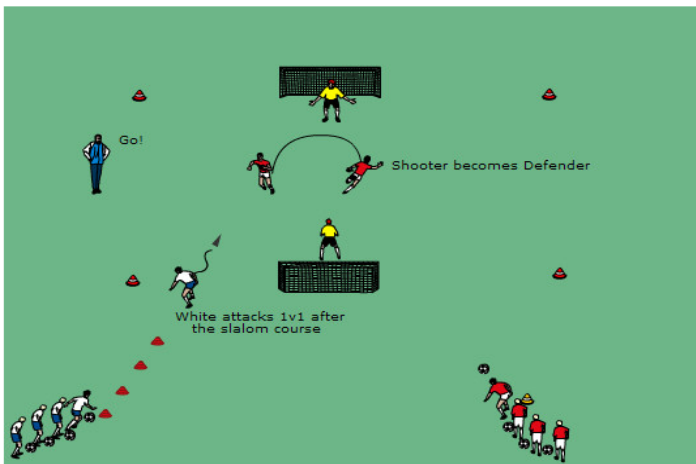 Go!
Shooter becomes Defender
White attacks 1v1 after
the slalom course